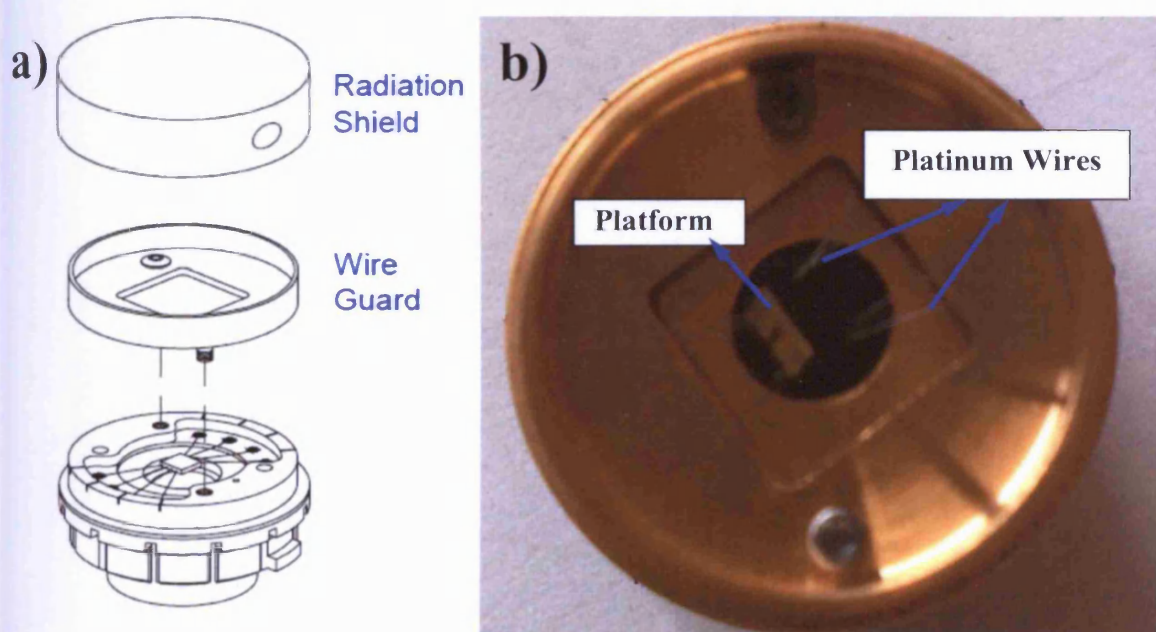 a)
Radiation
Shield
Wire
Guard
b)
Platinum Wires
Platform